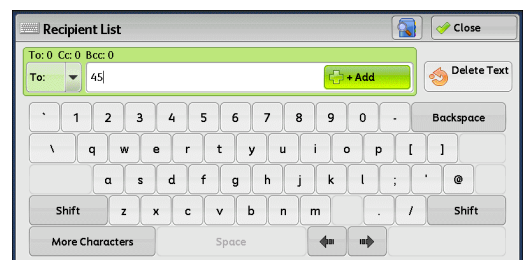 Recipient List
Close
To: 0 Cc: 0 Bcc: 0
To:
45
+ Add
Delete Text
` 1 2 3 4 5 6 7 8 9 0 - Backspace
\ q w e r t y u i o p [ ]
a s d f g h j k l ; ' @
Shift z x c v b n m . / Shift
More Characters Space